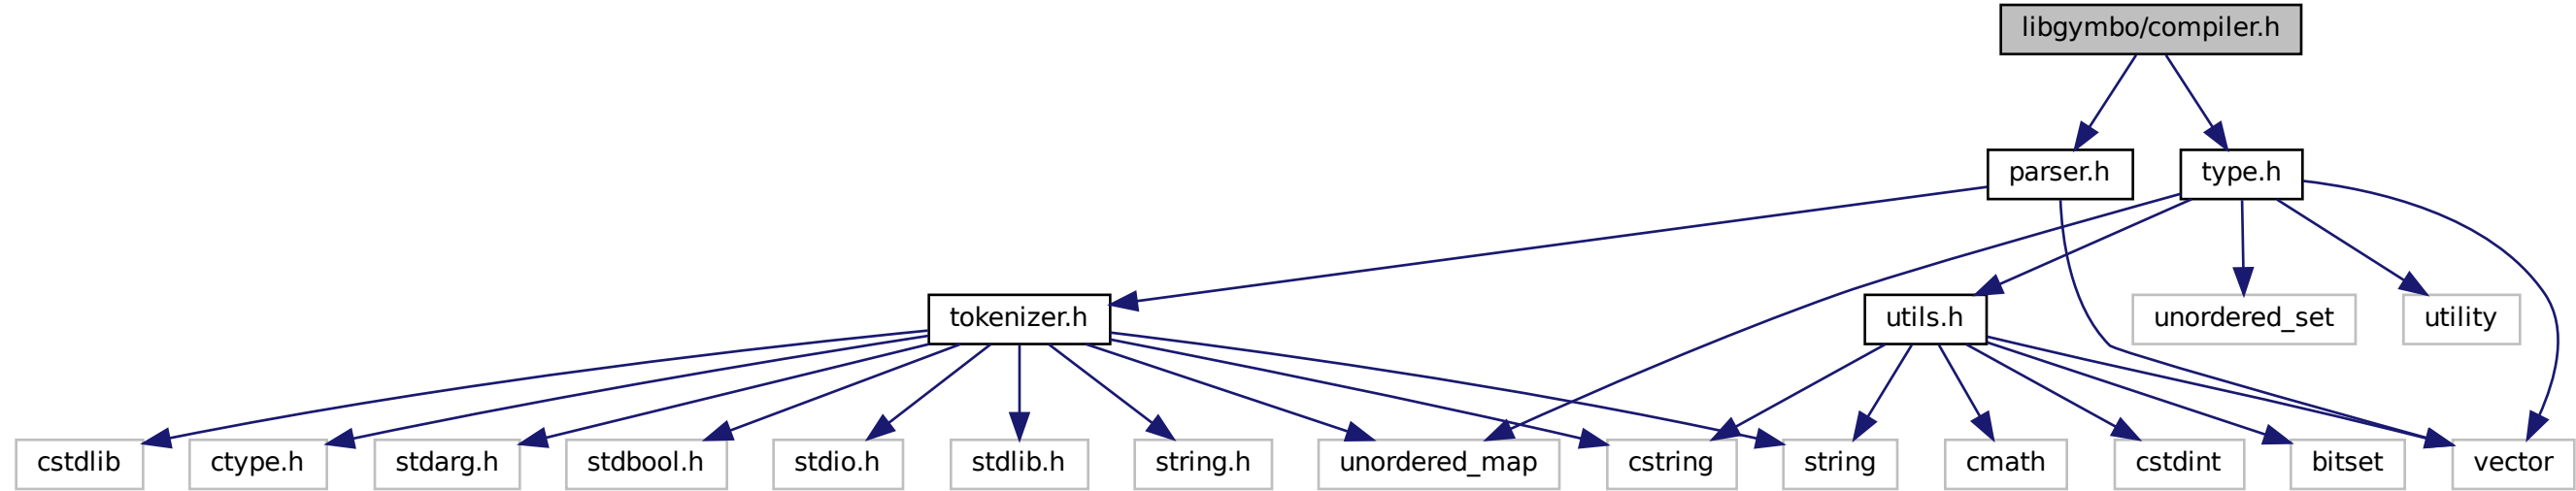 libgymbo/compiler.h
parser.h
type.h
tokenizer.h
utils.h
unordered_set
utility
cstdlib
ctype.h
stdarg.h
stdbool.h
stdio.h
stdlib.h
string.h
unordered_map
cstring
string
cmath
cstdint
bitset
vector